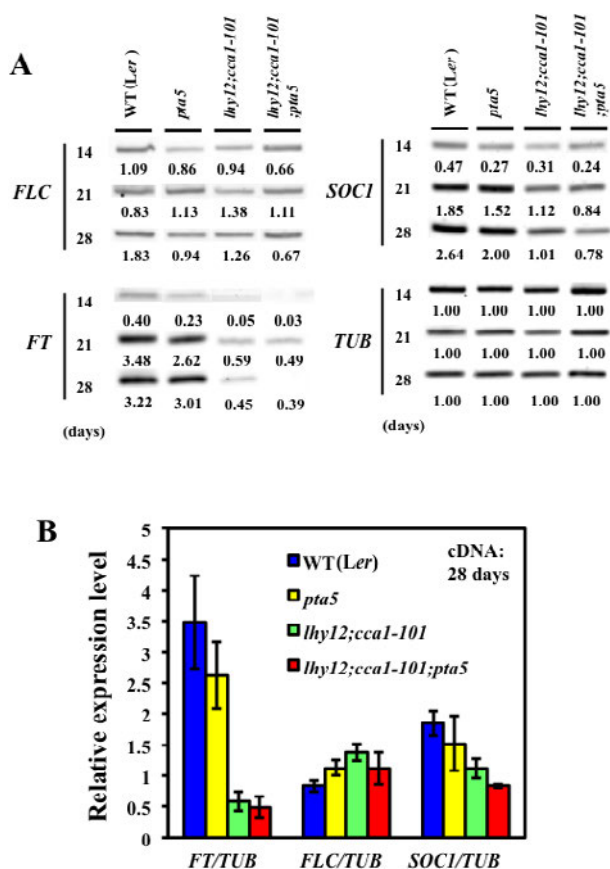 A
WT (Ler)
pta5
lhy12;cca1-101
lhy12;cca1-101
;pta5
FLC
14
1.09 0.86 0.94 0.66
21
0.83 1.13 1.38 1.11
28
1.83 0.94 1.26 0.67
FT
14
0.40 0.23 0.05 0.03
21
3.48 2.62 0.59 0.49
28
3.22 3.01 0.45 0.39
(days)
WT (Ler)
pta5
lhy12;cca1-101
lhy12;cca1-101
;pta5
SOC1
14
0.47 0.27 0.31 0.24
21
1.85 1.52 1.12 0.84
28
2.64 2.00 1.01 0.78
TUB
14
1.00 1.00 1.00 1.00
21
1.00 1.00 1.00 1.00
28
1.00 1.00 1.00 1.00
(days)
B
Relative expression level
5
4.5
4
3.5
3
2.5
2
1.5
1
0.5
0
WT(Ler)
pta5
lhy12;cca1-101
lhy12;cca1-101;pta5
cDNA:
28 days
FT/TUB FLC/TUB SOC1/TUB